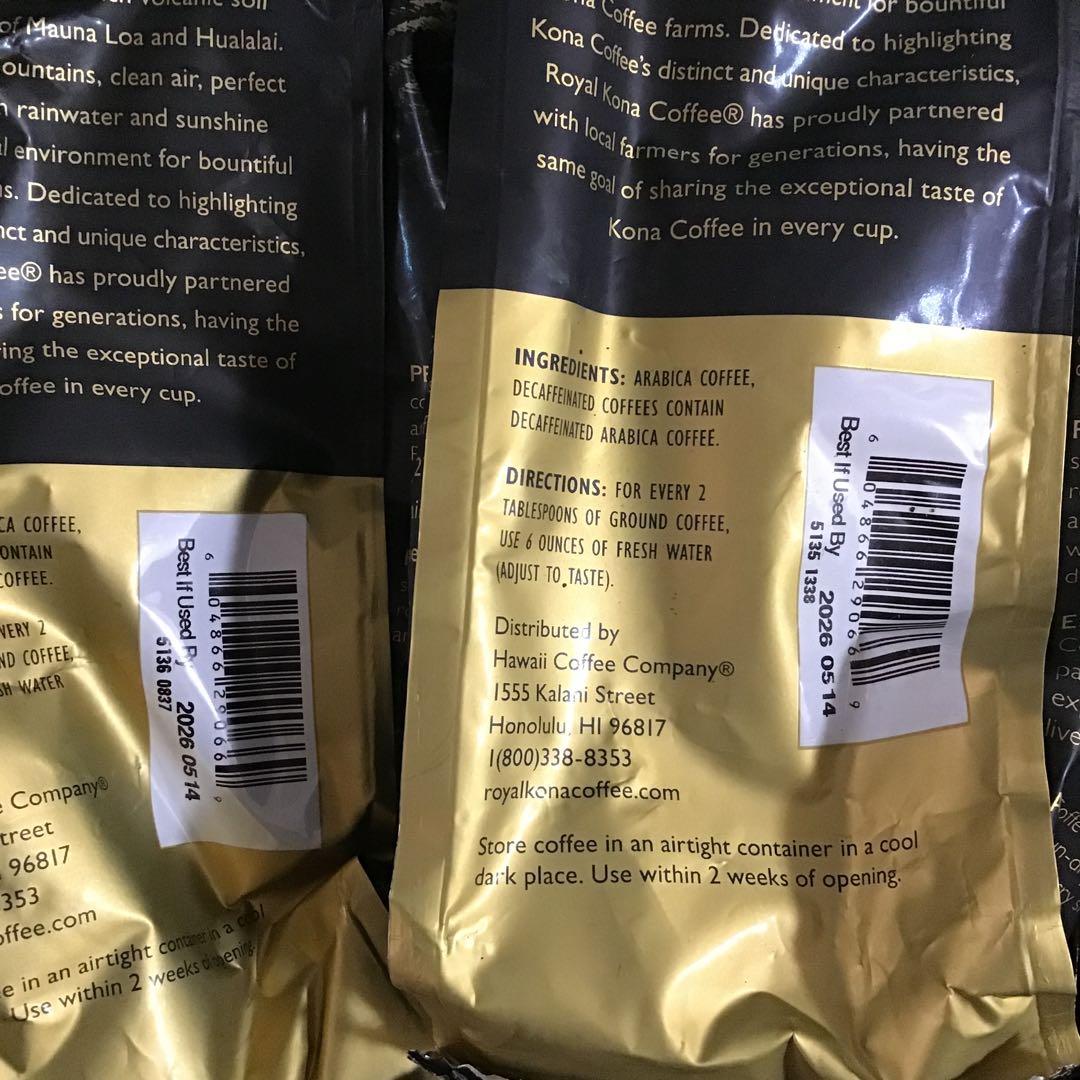 of Mauna Loa and Hualalai.
ountains, clean air, perfect
rainwater and sunshine
l environment for bountiful
s. Dedicated to highlighting
nct and unique characteristics,
ee® has proudly partnered
s for generations, having the
ring the exceptional taste of
offee in every cup.
CA COFFEE,
ONTAIN
COFFEE.
VERY 2
ND COFFEE,
SH WATER
e Company®
treet
96817
353
offee.com
e in an airtight container in a cool
Use within 2 weeks of opening.
Best If Used By 2026 05 14
5136 0837
6 04866 29066 9
Coffee farms. Dedicated to highlighting
Kona Coffee's distinct and unique characteristics,
Royal Kona Coffee® has proudly partnered
with local farmers for generations, having the
same goal of sharing the exceptional taste of
Kona Coffee in every cup.
INGREDIENTS: ARABICA COFFEE,
DECAFFEINATED COFFEES CONTAIN
DECAFFEINATED ARABICA COFFEE.
DIRECTIONS: FOR EVERY 2
TABLESPOONS OF GROUND COFFEE,
USE 6 OUNCES OF FRESH WATER
(ADJUST TO TASTE).
Distributed by
Hawaii Coffee Company®
1555 Kalani Street
Honolulu, HI 96817
1(800)338-8353
royalkonacoffee.com
Store coffee in an airtight container in a cool
dark place. Use within 2 weeks of opening.
Best If Used By 2026 05 14
5135 1338
6 04866 29066 9